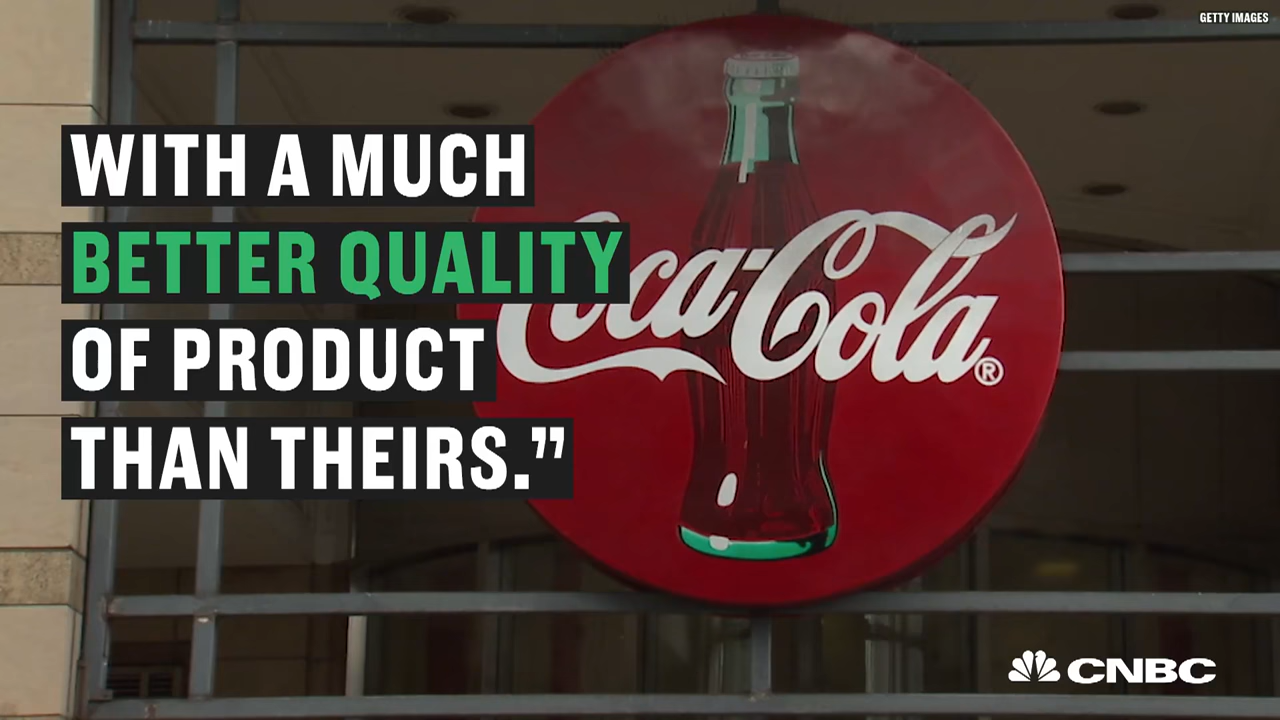 GETTY IMAGES
WITH A MUCH
BETTER QUALITY
OF PRODUCT
THAN THEIRS.”
Coca-Cola®
CNBC